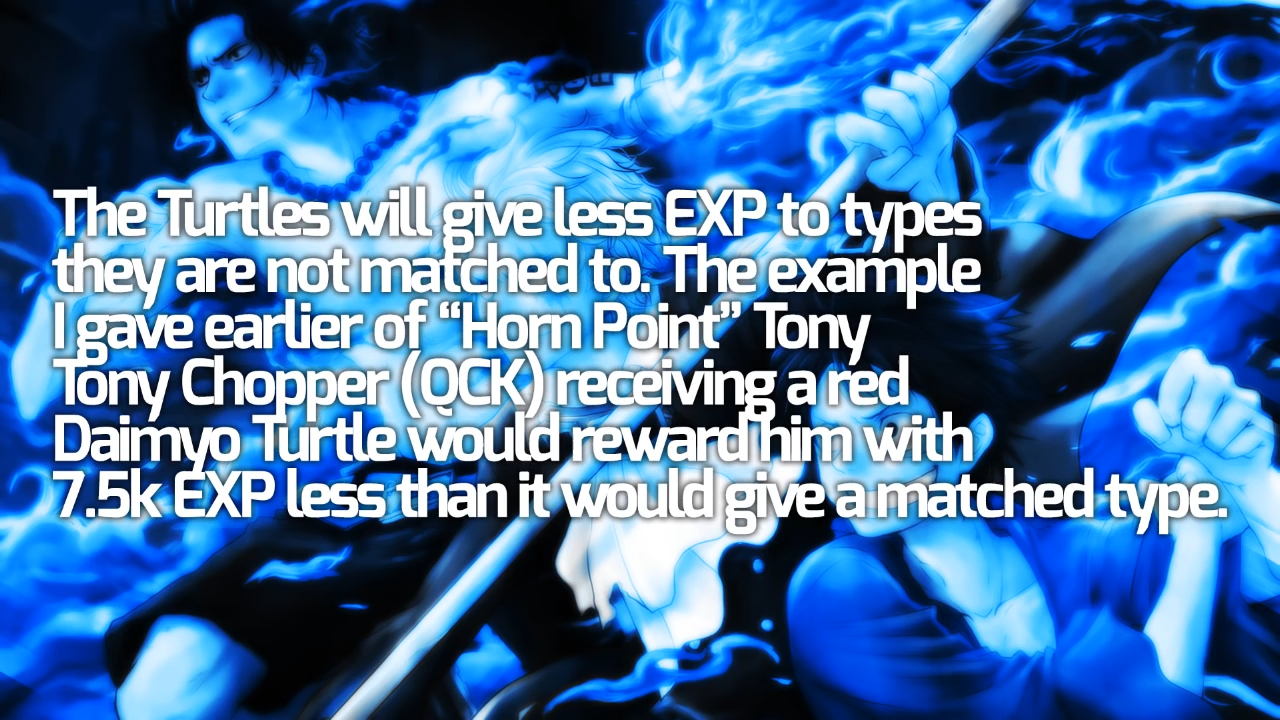 The Turtles will give less EXP to types
they are not matched to. The example
I gave earlier of “Horn Point” Tony
Tony Chopper (QCK) receiving a red
Daimyo Turtle would reward him with
7.5k EXP less than it would give a matched type.